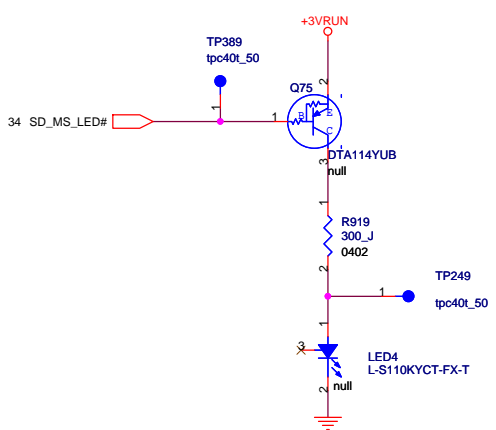 +3VRUN
TP389
tpc40t_50
Q75
2
1
34 SD_MS_LED#
1
B
E
C
DTA114YUB
3
null
1
R919
300_J
0402
2
TP249
1
tpc40t_50
1
3
LED4
L-S110KYCT-FX-T
null
2